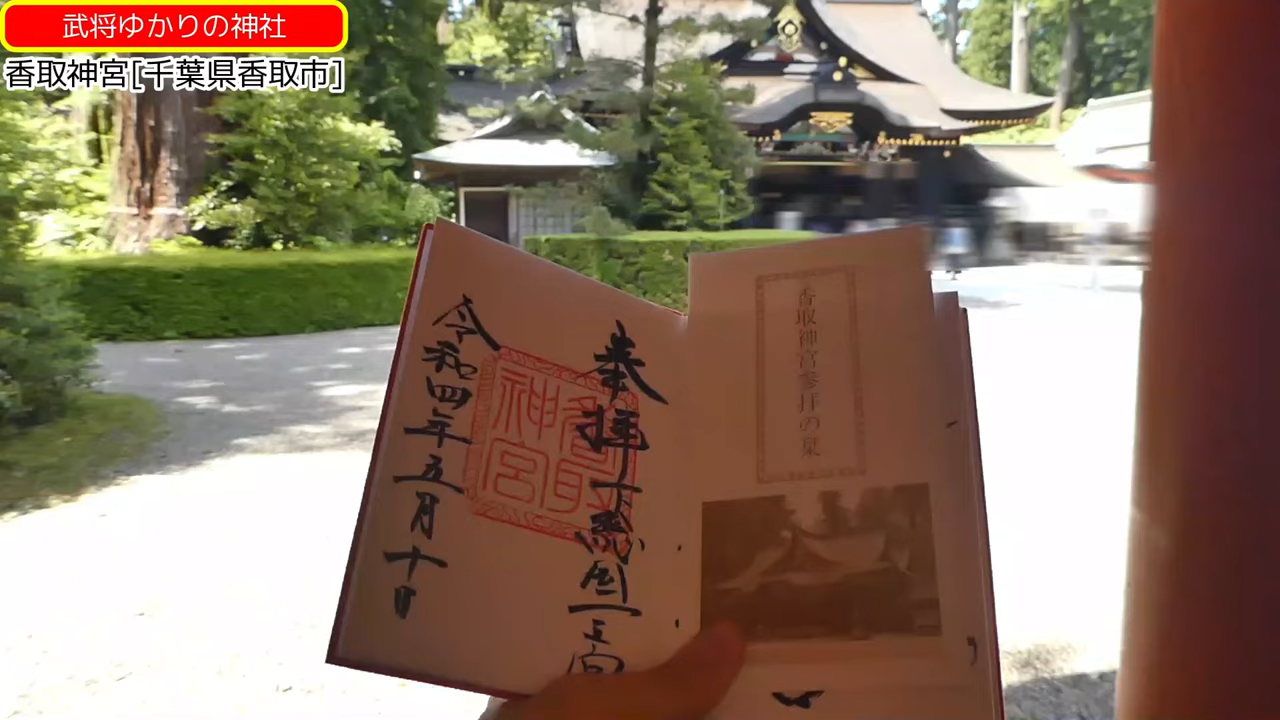 武将ゆかりの神社
香取神宮[千葉県香取市]
香取神宮参拝の栞
奉拝下総国一之宮
香取神宮
令和四年五月十日